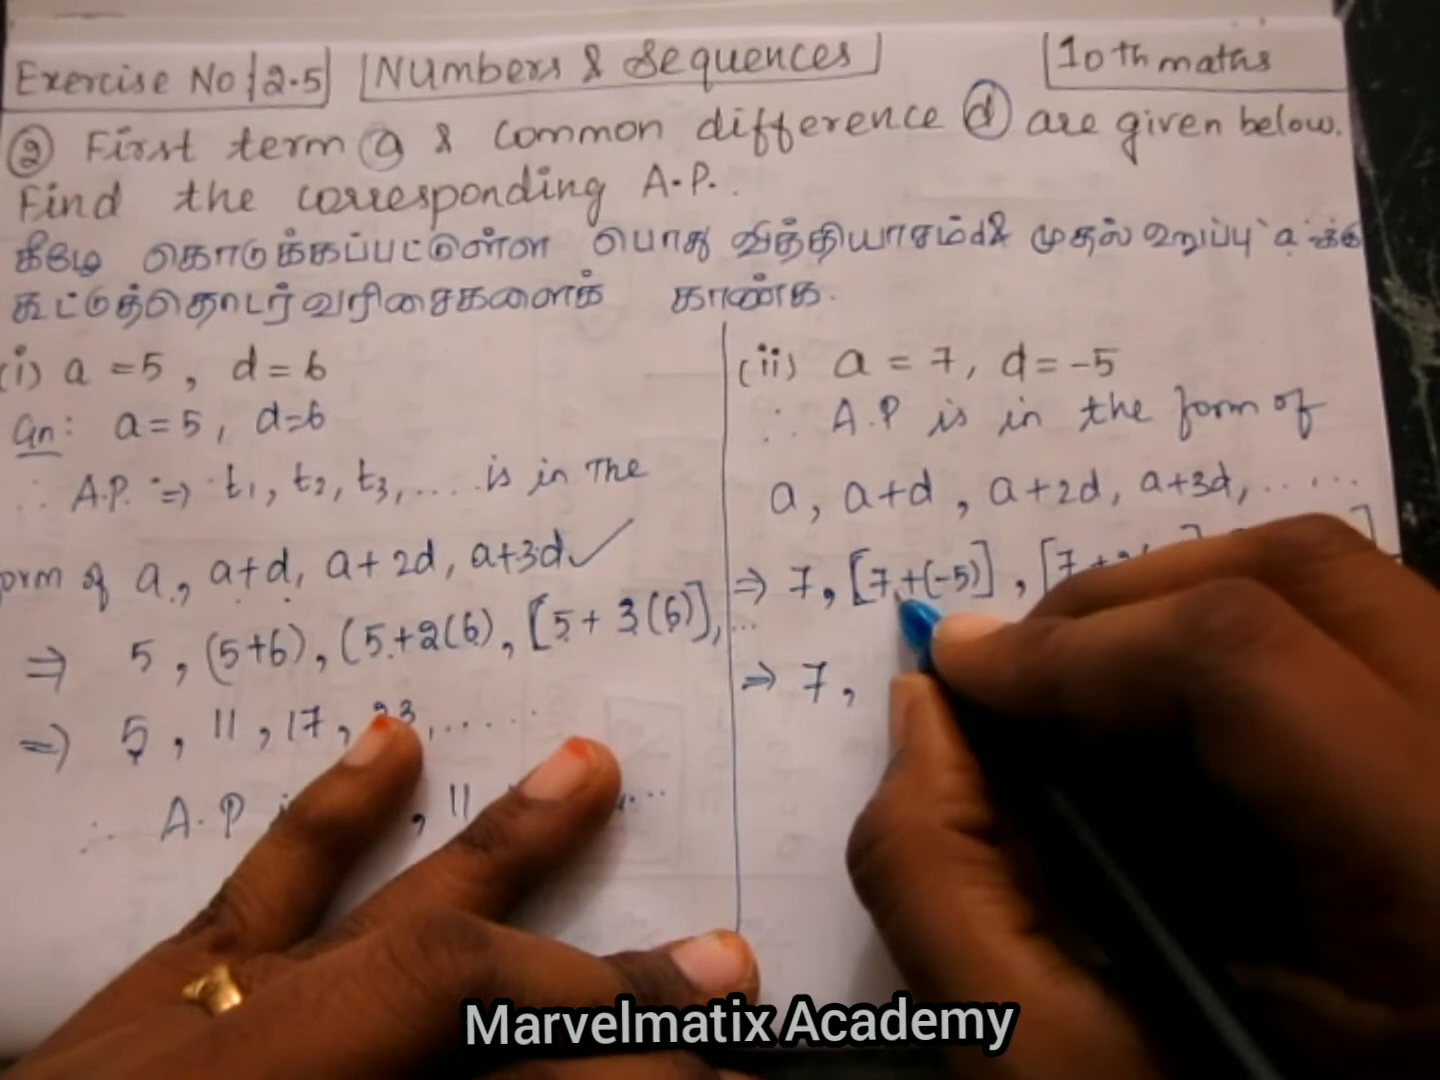 Exercise No 2.5 Numbers & Sequences 10th maths
② First term ⓐ & common difference ⓓ are given below.
Find the corresponding A.P.
கீழே கொடுக்கப்பட்டுள்ள பொது வித்தியாசம் d & முதல் உறுப்பு `a'-க்கு
கூட்டுத்தொடர் வரிசைகளைக் காண்க.
(i) a = 5, d = 6
Gn: a = 5, d = 6
∴ A.P. ⇒ t₁, t₂, t₃, .... is in The
form of a, a+d, a+2d, a+3d ✓
⇒ 5, (5+6), (5+2(6), [5+3(6)], ...
⇒ 5, 11, 17, 23, .....
∴ A.P , 11 ...
(ii) a = 7, d = -5
∴ A.P is in the form of
a, a+d, a+2d, a+3d, ......
⇒ 7, [7+(-5)], [7+
⇒ 7,
Marvelmatix Academy